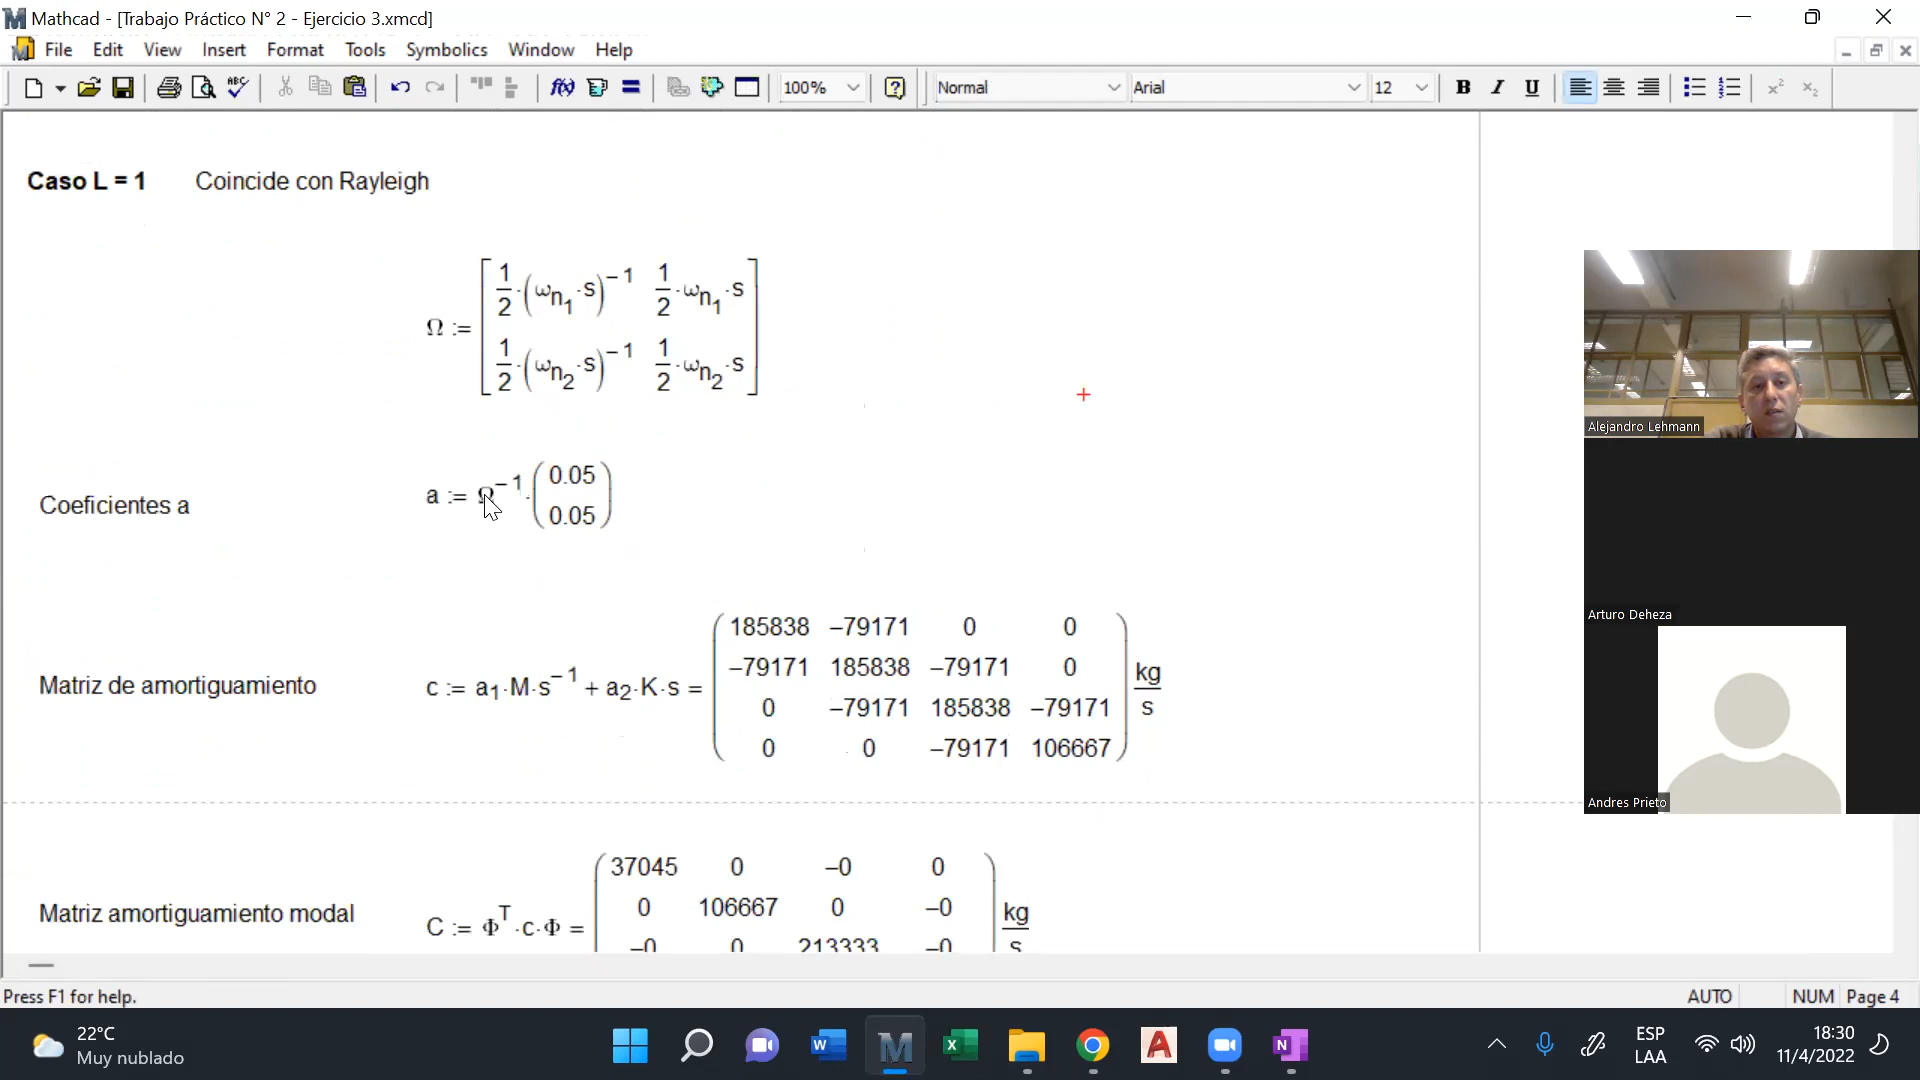 Mathcad - [Trabajo Práctico N° 2 - Ejercicio 3.xmcd]
File Edit View Insert Format Tools Symbolics Window Help
100% Normal Arial 12 B I U
Caso L = 1 Coincide con Rayleigh
Ω := [ 1/2·(ωn1·s)^−1 1/2·ωn1·s
1/2·(ωn2·s)^−1 1/2·ωn2·s ]
Coeficientes a a := Ω^−1·( 0.05
0.05 )
Matriz de amortiguamiento c := a1·M·s^−1 + a2·K·s =
185838 −79171 0 0
−79171 185838 −79171 0
0 −79171 185838 −79171
0 0 −79171 106667
kg/s
Matriz amortiguamiento modal C := Φ^T·c·Φ =
37045 0 −0 0
0 106667 0 −0
−0 0 213333 −0
kg/s
Alejandro Lehmann
Arturo Deheza
Andres Prieto
Press F1 for help. AUTO NUM Page 4
22°C
Muy nublado
ESP
LAA
18:30
11/4/2022